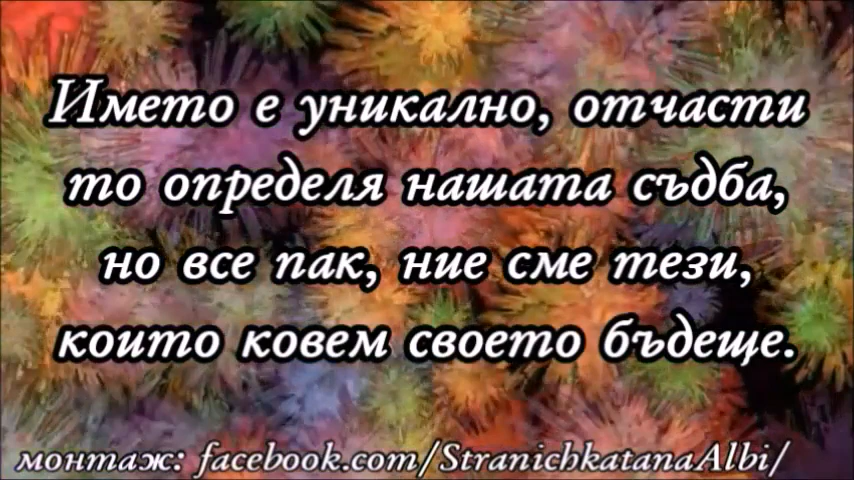 Името е уникално, отчасти
то определя нашата съдба,
но все пак, ние сме тези,
които ковем своето бъдеще.
монтаж: facebook.com/StranichkatanaAlbi/